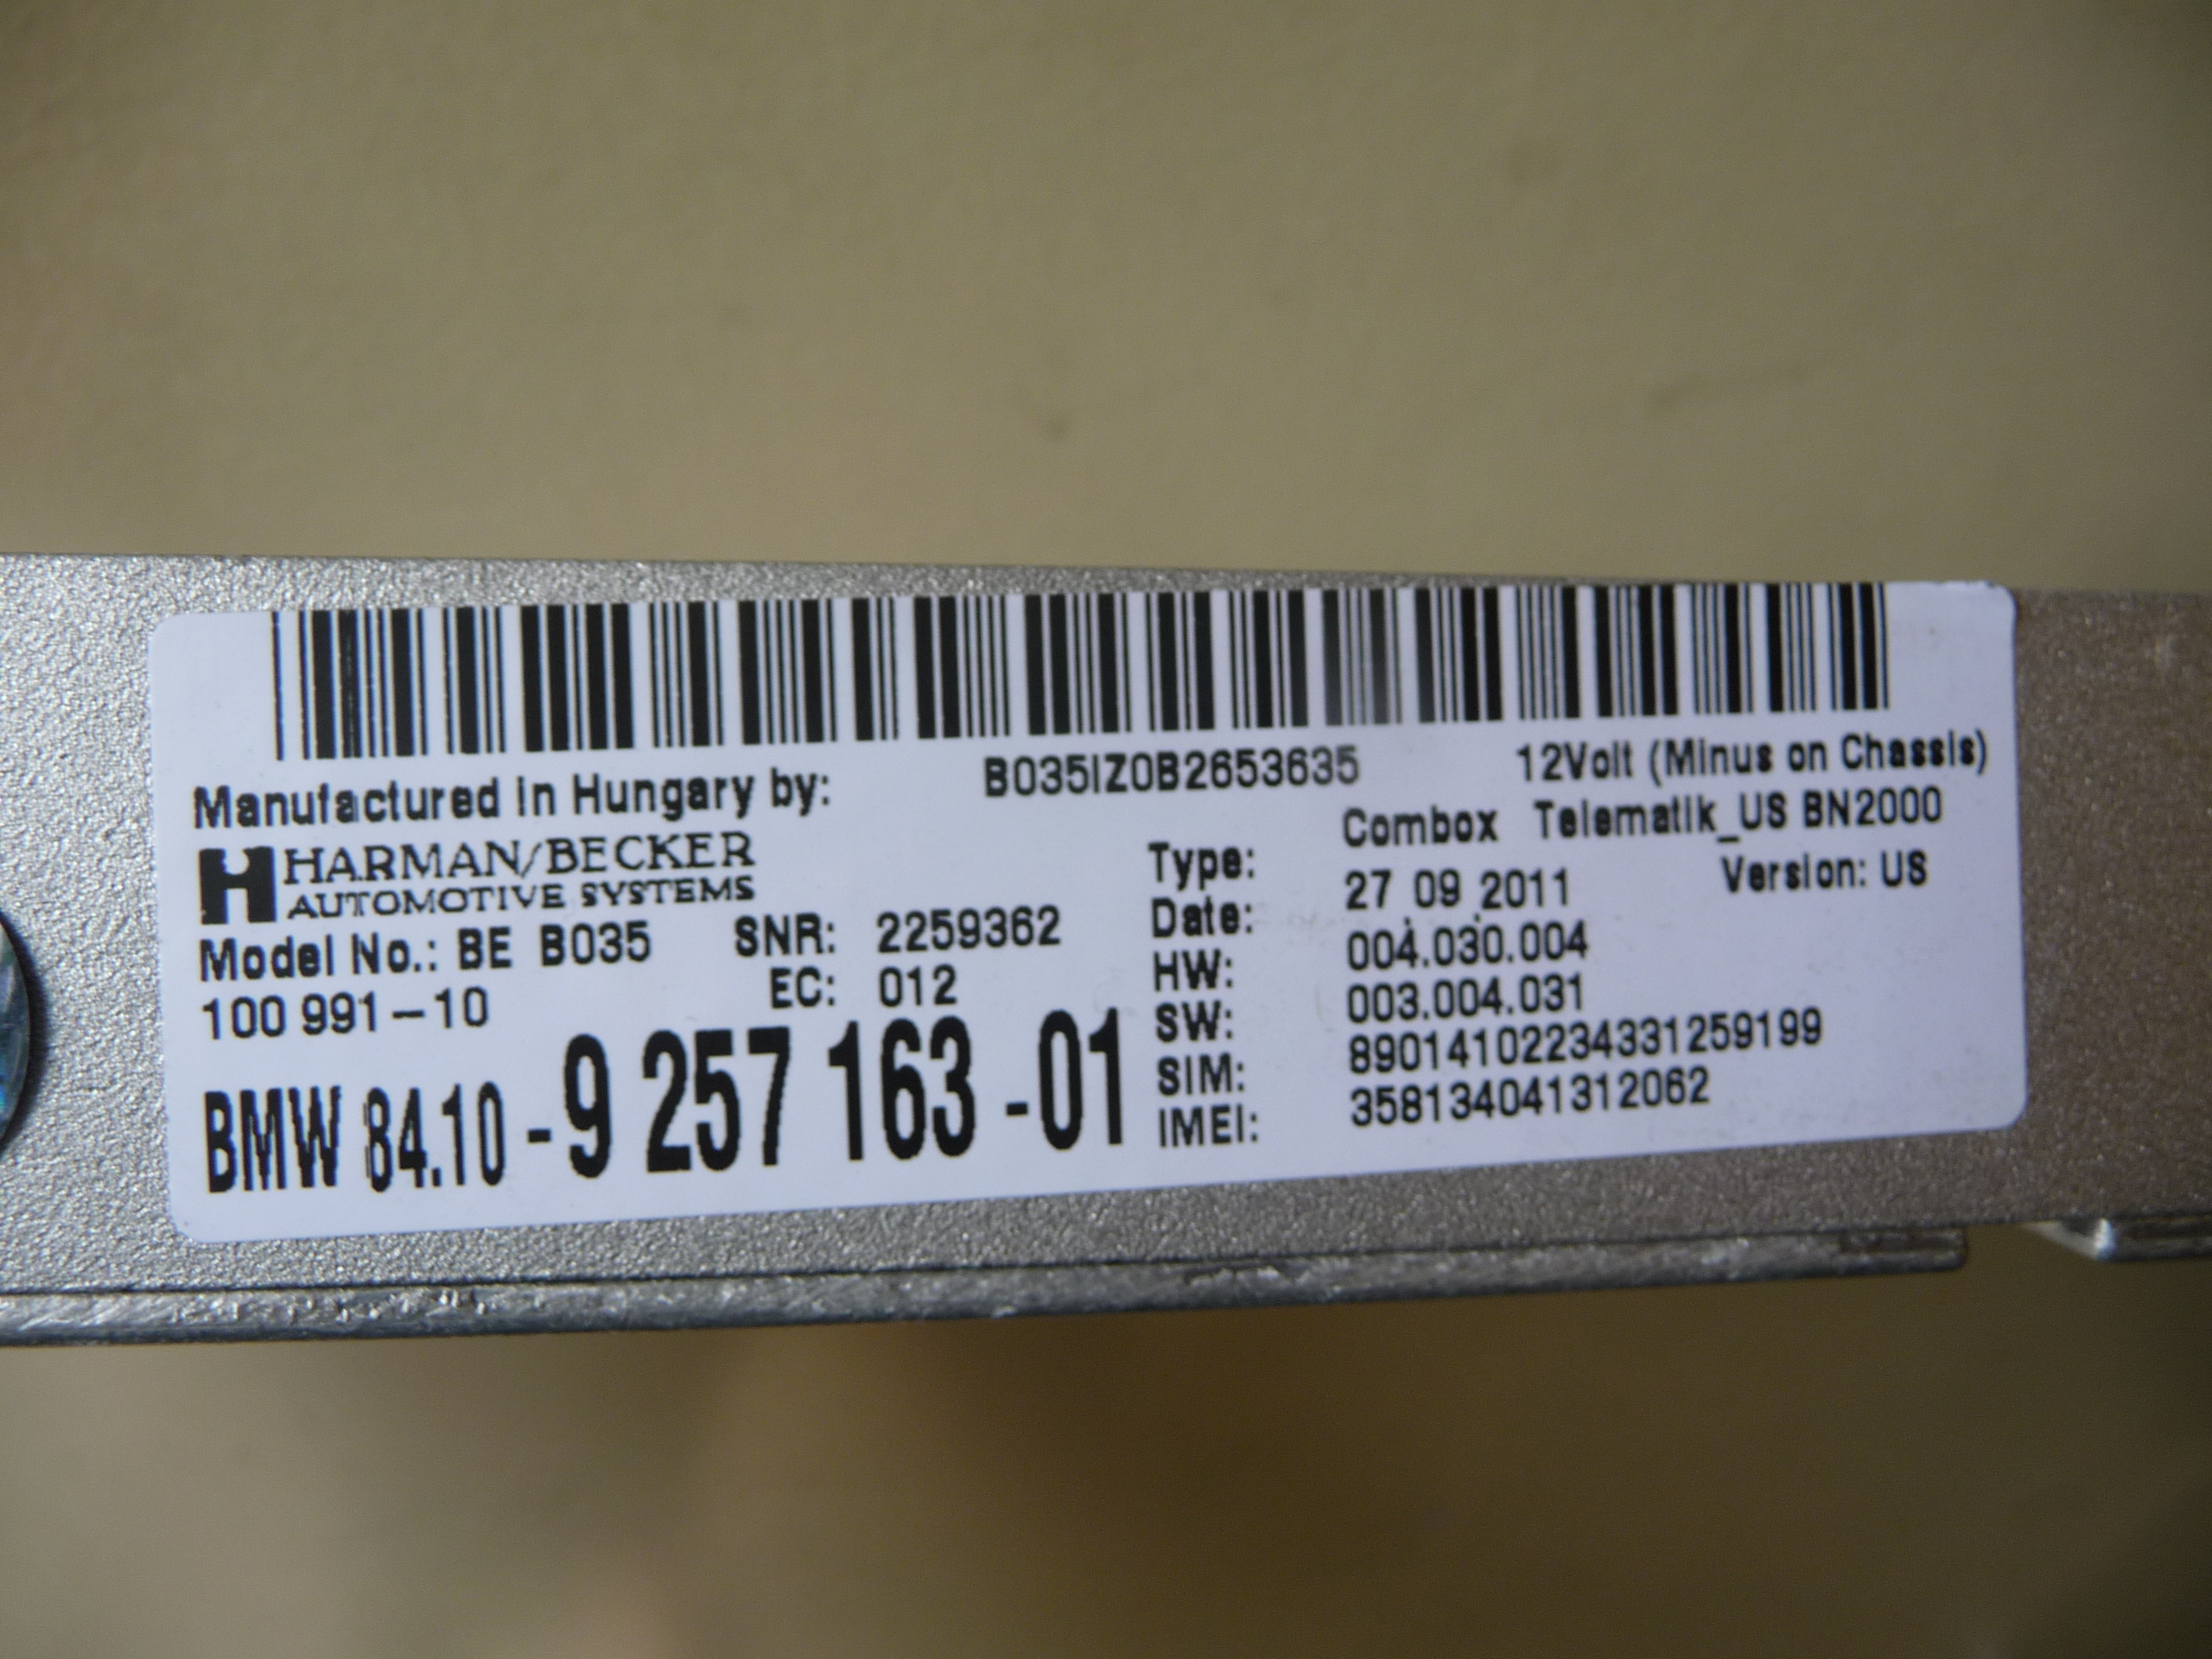 B035IZ0B2653635
12Volt (Minus on Chassis)
Manufactured in Hungary by:
HARMAN/BECKER
AUTOMOTIVE SYSTEMS
Model No.: BE B035
SNR: 2259362
100 991-10
EC: 012
BMW 84.10-9 257 163-01
Type: Combox Telematik_US BN2000
Date: 27.09.2011 Version: US
HW: 004.030.004
SW: 003.004.031
SIM: 89014102234331259199
IMEI: 358134041312062